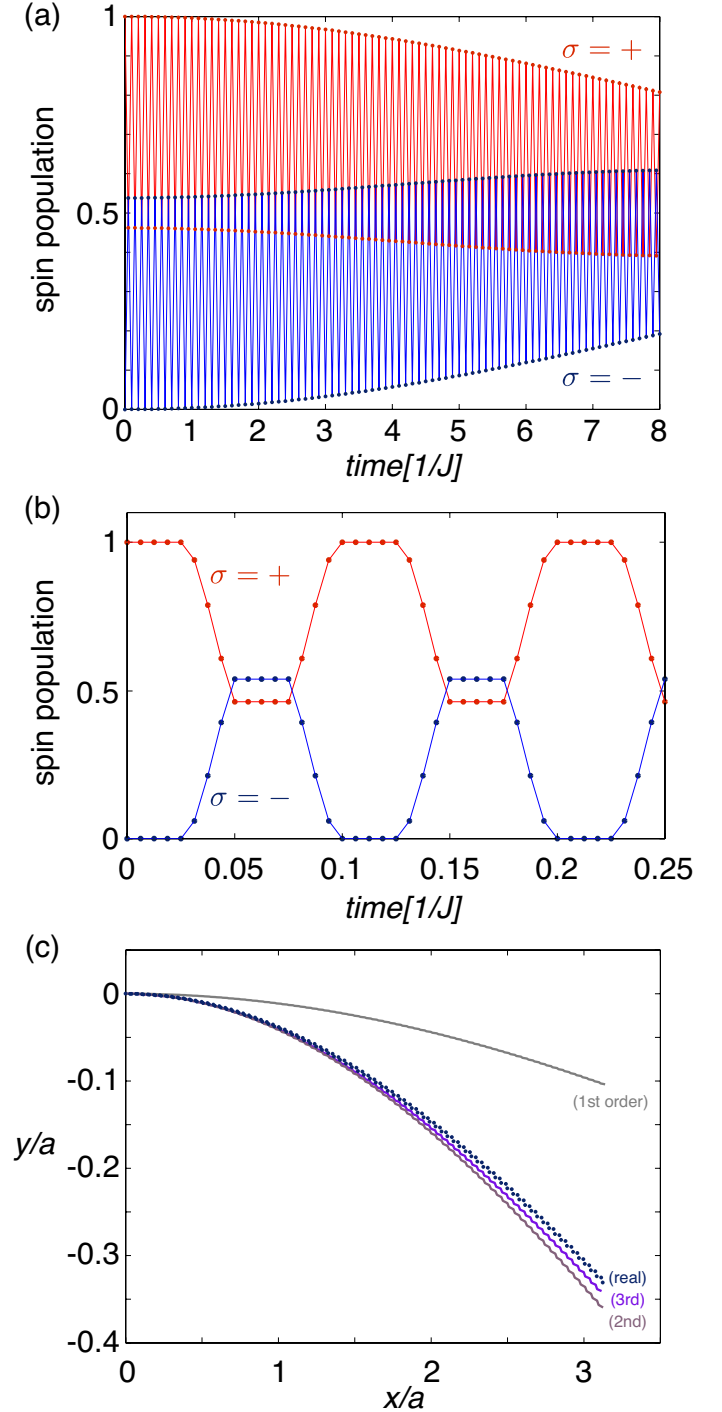 (a)
1
σ = +
spin population
0.5
σ = −
0
0 1 2 3 4 5 6 7 8
time[1/J]
(b)
1
σ = +
spin population
0.5
σ = −
0
0 0.05 0.1 0.15 0.2 0.25
time[1/J]
(c)
0
-0.1
(1st order)
y/a
-0.2
-0.3
(real)
(3rd)
(2nd)
-0.4
0 1 2 3
x/a